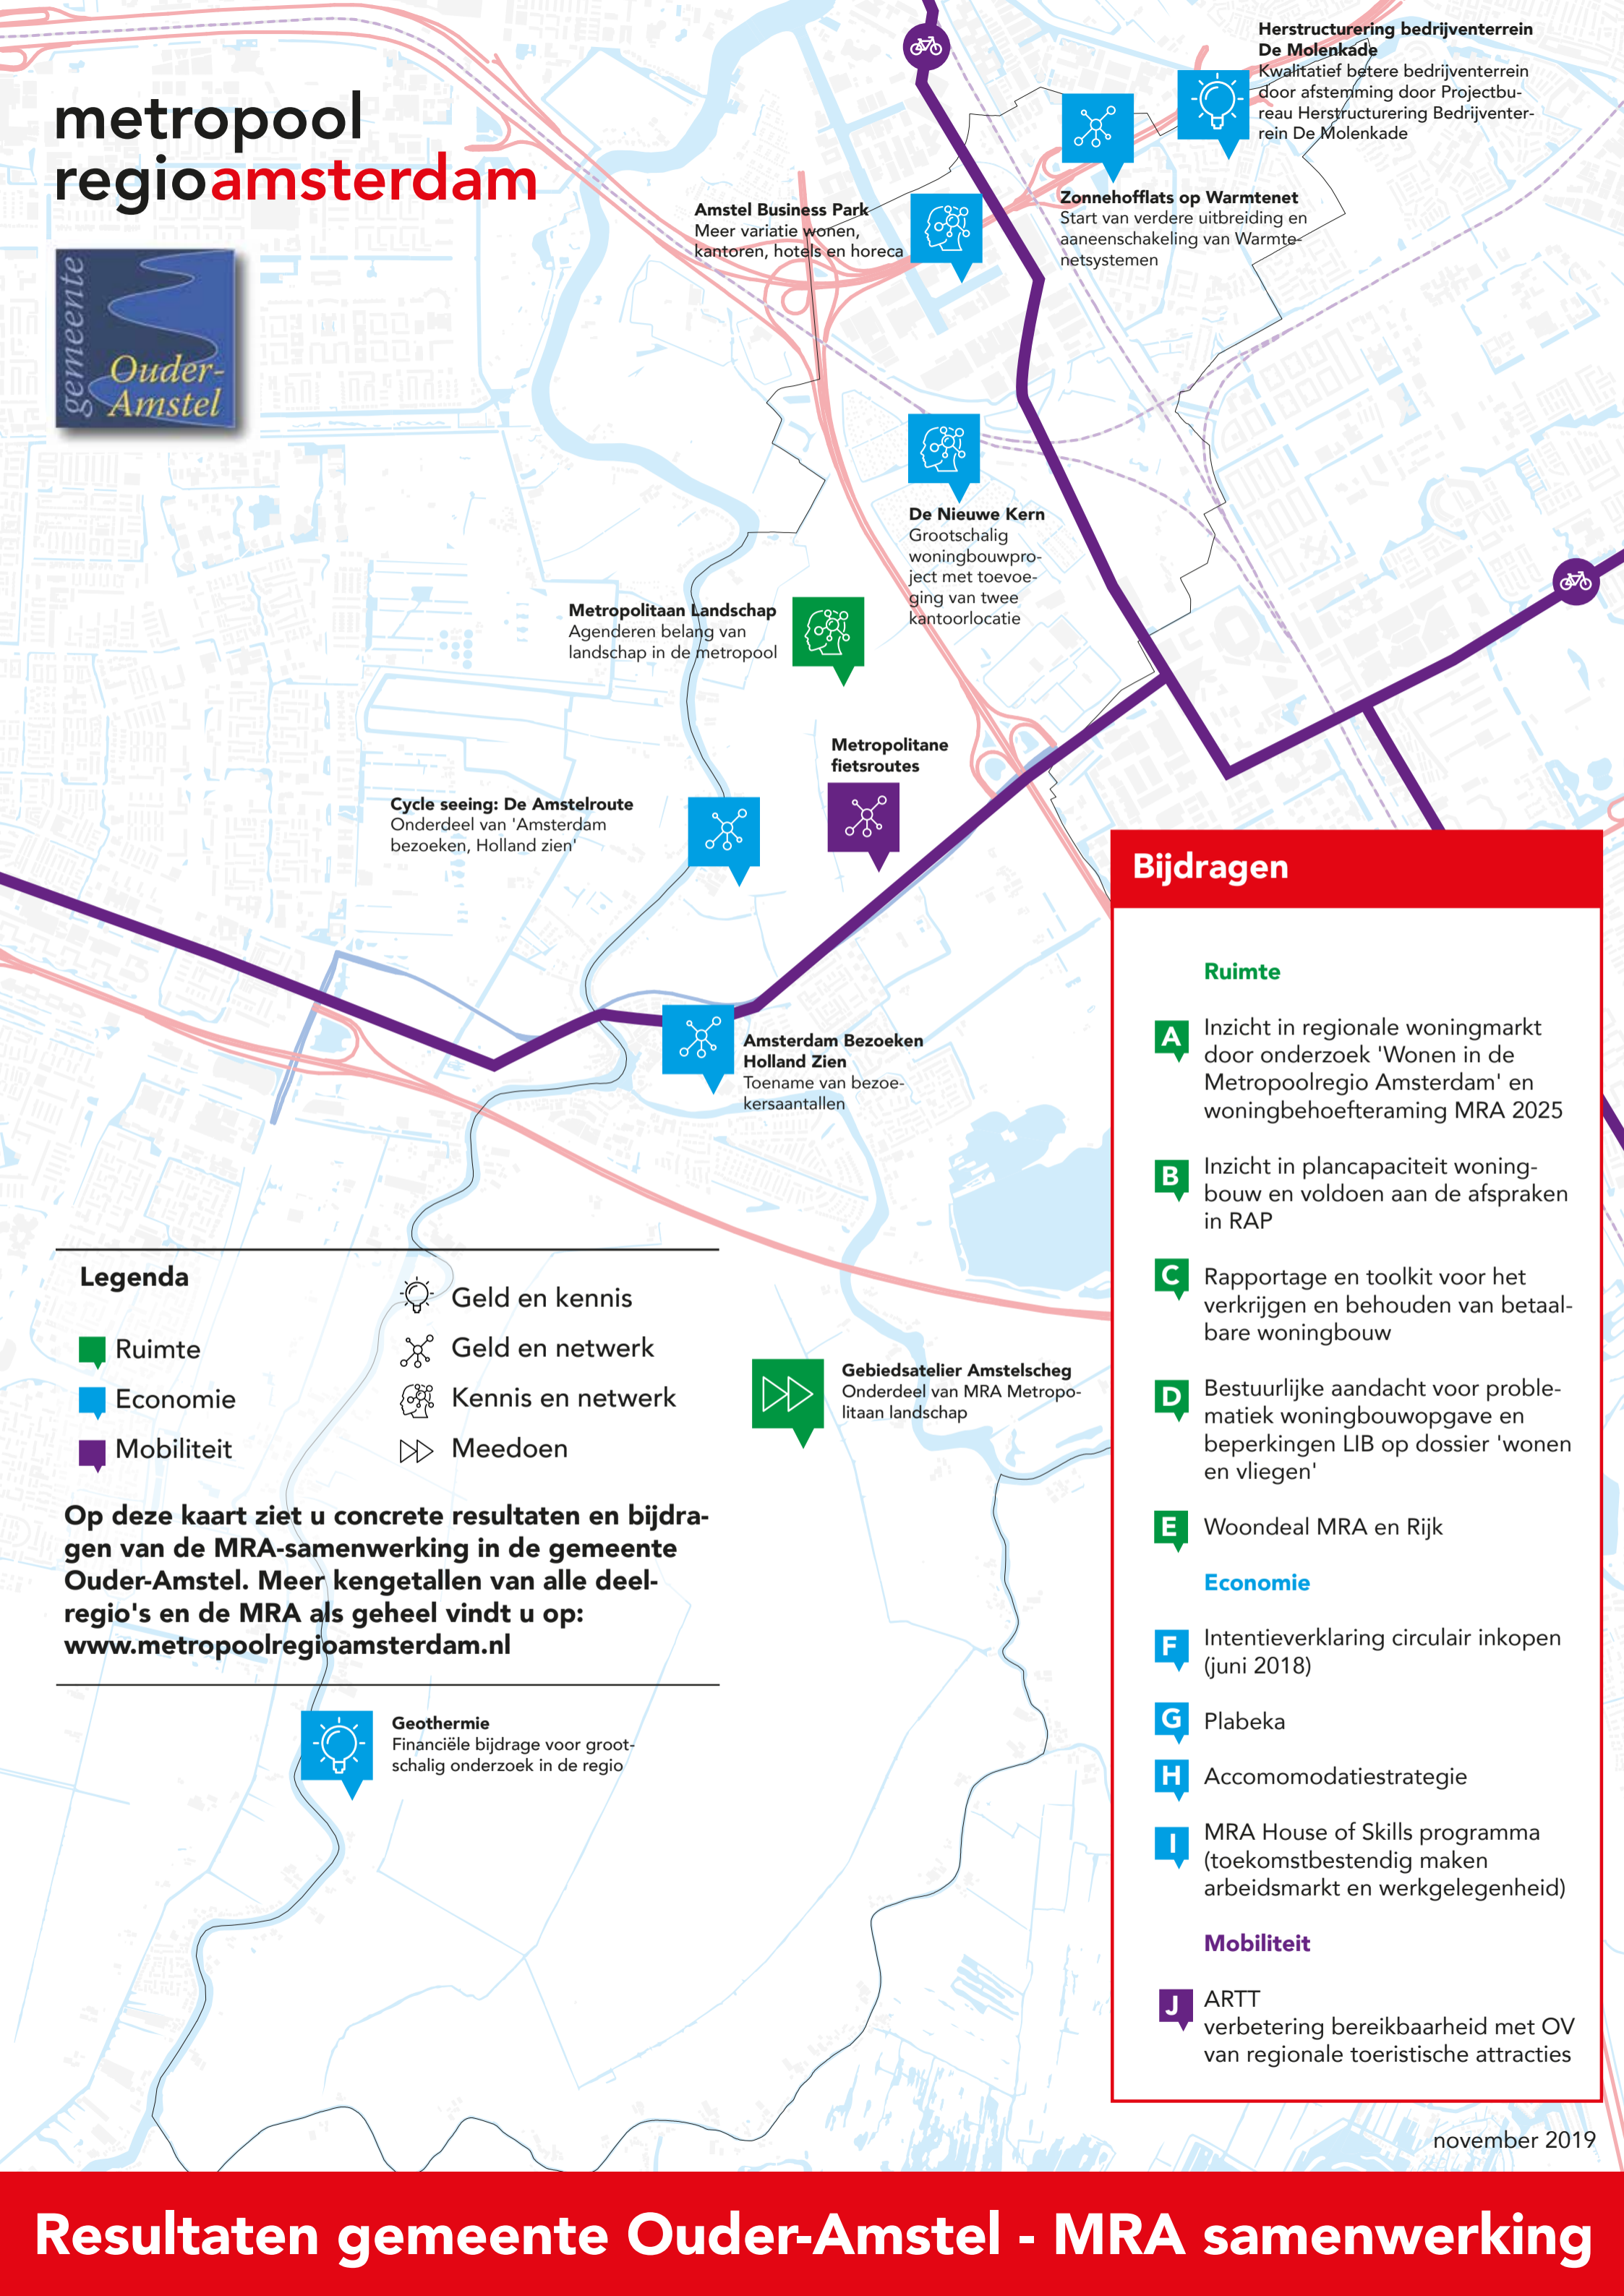 metropool
regioamsterdam
gemeente
Ouder-
Amstel
Herstructurering bedrijventerrein
De Molenkade
Kwalitatief betere bedrijventerrein
door afstemming door Projectbu-
reau Herstructurering Bedrijventer-
rein De Molenkade
Zonnehofflats op Warmtenet
Start van verdere uitbreiding en
aaneenschakeling van Warmte-
netsystemen
Amstel Business Park
Meer variatie wonen,
kantoren, hotels en horeca
De Nieuwe Kern
Grootschalig
woningbouwpro-
ject met toevoe-
ging van twee
kantoorlocatie
Metropolitaan Landschap
Agenderen belang van
landschap in de metropool
Metropolitane
fietsroutes
Cycle seeing: De Amstelroute
Onderdeel van 'Amsterdam
bezoeken, Holland zien'
Amsterdam Bezoeken
Holland Zien
Toename van bezoe-
kersaantallen
Legenda
Ruimte
Economie
Mobiliteit
Geld en kennis
Geld en netwerk
Kennis en netwerk
Meedoen
Gebiedsatelier Amstelscheg
Onderdeel van MRA Metropo-
litaan landschap
Op deze kaart ziet u concrete resultaten en bijdra-
gen van de MRA-samenwerking in de gemeente
Ouder-Amstel. Meer kengetallen van alle deel-
regio's en de MRA als geheel vindt u op:
www.metropoolregioamsterdam.nl
Geothermie
Financiële bijdrage voor groot-
schalig onderzoek in de regio
Bijdragen
Ruimte
A Inzicht in regionale woningmarkt
door onderzoek 'Wonen in de
Metropoolregio Amsterdam' en
woningbehoefteraming MRA 2025
B Inzicht in plancapaciteit woning-
bouw en voldoen aan de afspraken
in RAP
C Rapportage en toolkit voor het
verkrijgen en behouden van betaal-
bare woningbouw
D Bestuurlijke aandacht voor proble-
matiek woningbouwopgave en
beperkingen LIB op dossier 'wonen
en vliegen'
E Woondeal MRA en Rijk
Economie
F Intentieverklaring circulair inkopen
(juni 2018)
G Plabeka
H Accomomodatiestrategie
I MRA House of Skills programma
(toekomstbestendig maken
arbeidsmarkt en werkgelegenheid)
Mobiliteit
J ARTT
verbetering bereikbaarheid met OV
van regionale toeristische attracties
november 2019
Resultaten gemeente Ouder-Amstel - MRA samenwerking